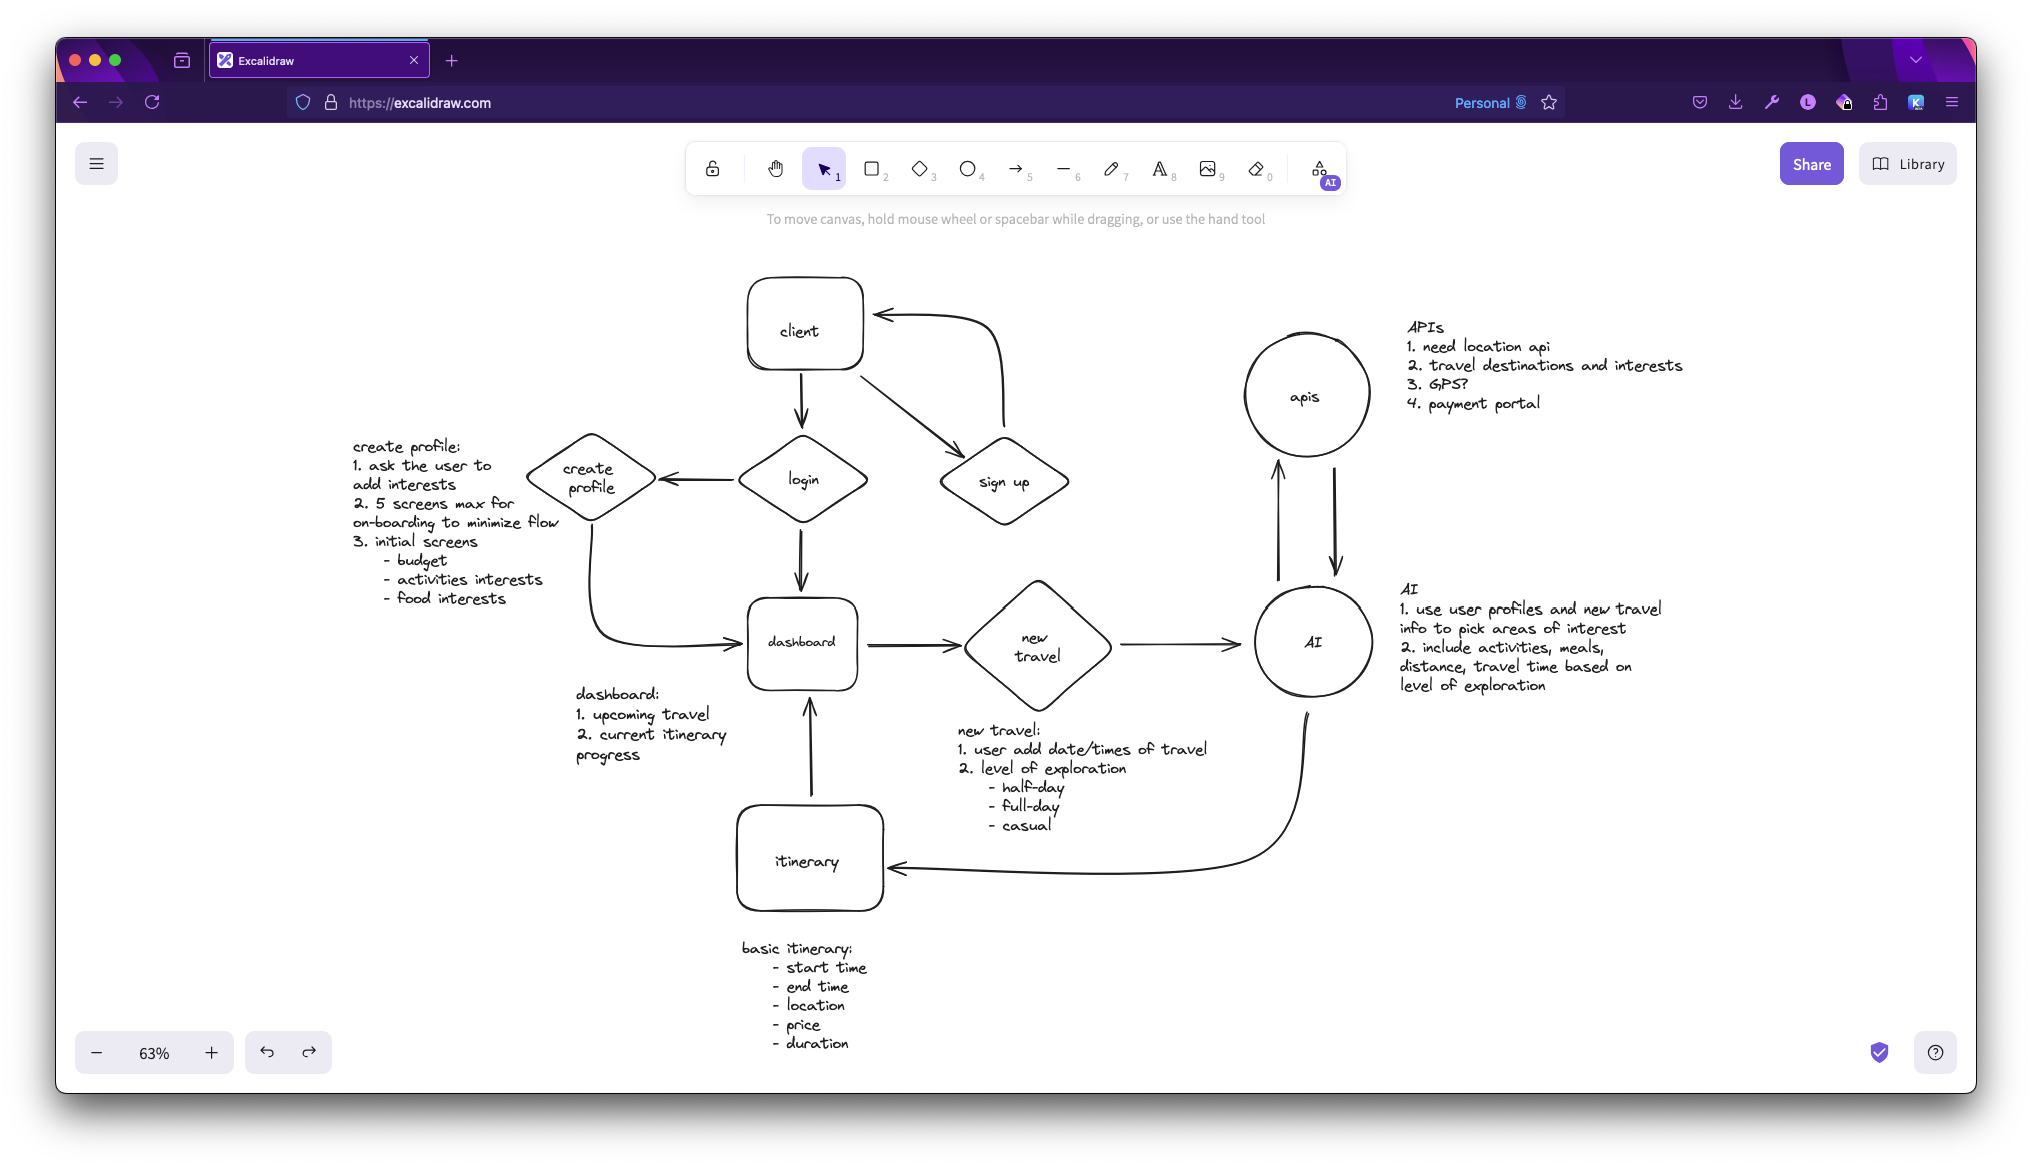 Excalidraw
https://excalidraw.com
Personal
L
K
Share
Library
1
2
3
4
5
6
7
8
9
0
AI
To move canvas, hold mouse wheel or spacebar while dragging, or use the hand tool
client
login
sign up
create
profile
create profile:
1. ask the user to
add interests
2. 5 screens max for
on-boarding to minimize flow
3. initial screens
- budget
- activities interests
- food interests
apis
APIs
1. need location api
2. travel destinations and interests
3. GPS?
4. payment portal
dashboard
dashboard:
1. upcoming travel
2. current itinerary
progress
new
travel
new travel:
1. user add date/times of travel
2. level of exploration
- half-day
- full-day
- casual
AI
AI
1. use user profiles and new travel
info to pick areas of interest
2. include activities, meals,
distance, travel time based on
level of exploration
itinerary
basic itinerary:
- start time
- end time
- location
- price
- duration
63%